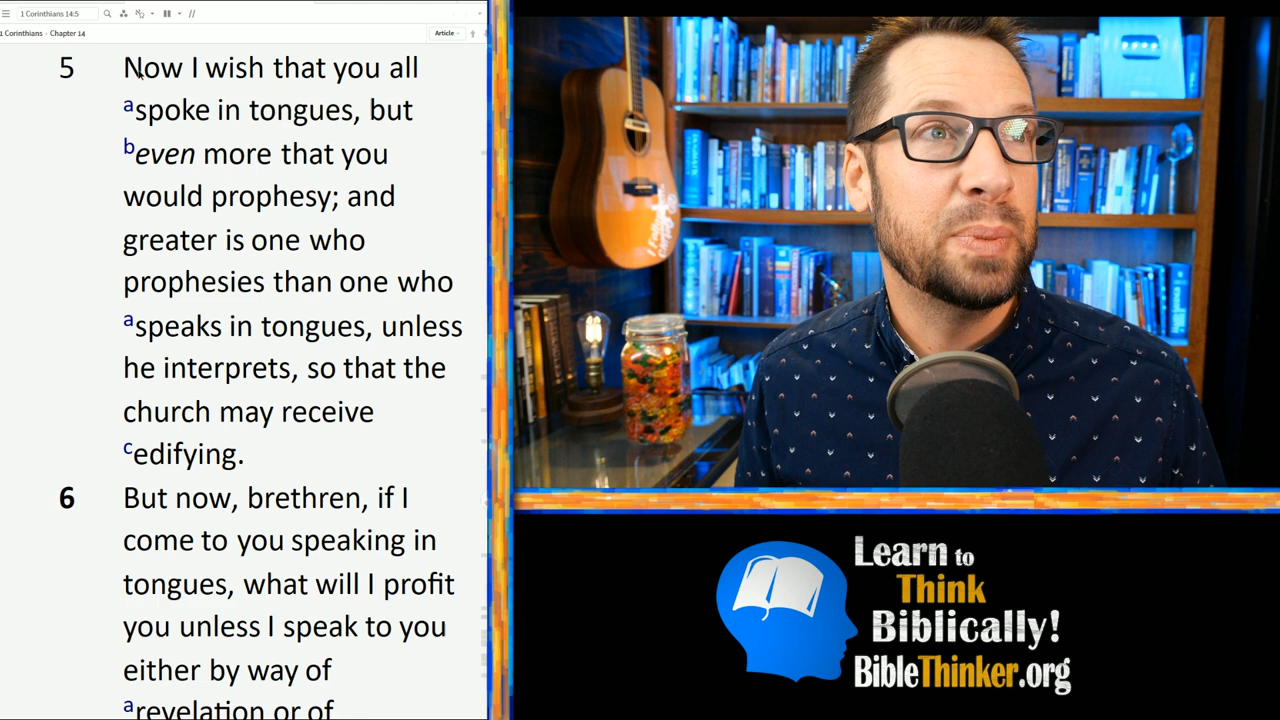 1 Corinthians 14:5
1 Corinthians › Chapter 14
Article
5 Now I wish that you all
aspoke in tongues, but
beven more that you
would prophesy; and
greater is one who
prophesies than one who
aspeaks in tongues, unless
he interprets, so that the
church may receive
cedifying.
6 But now, brethren, if I
come to you speaking in
tongues, what will I profit
you unless I speak to you
either by way of
arevelation or of
Learn to
Think
Biblically!
BibleThinker.org